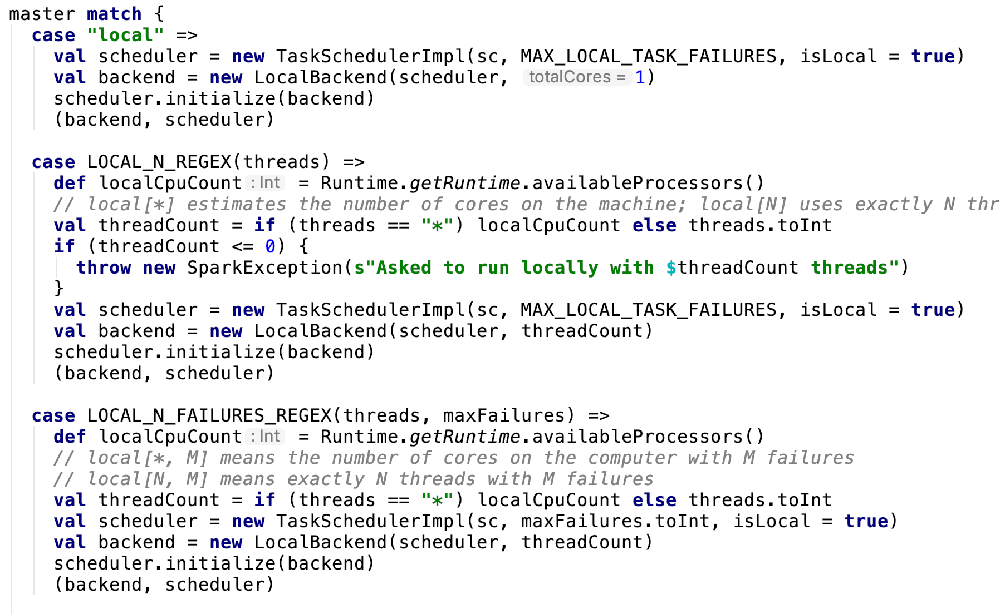 master match {
case "local" =>
val scheduler = new TaskSchedulerImpl(sc, MAX_LOCAL_TASK_FAILURES, isLocal = true)
val backend = new LocalBackend(scheduler, totalCores = 1)
scheduler.initialize(backend)
(backend, scheduler)
case LOCAL_N_REGEX(threads) =>
def localCpuCount : Int = Runtime.getRuntime.availableProcessors()
// local[*] estimates the number of cores on the machine; local[N] uses exactly N thr
val threadCount = if (threads == "*") localCpuCount else threads.toInt
if (threadCount <= 0) {
throw new SparkException(s"Asked to run locally with $threadCount threads")
}
val scheduler = new TaskSchedulerImpl(sc, MAX_LOCAL_TASK_FAILURES, isLocal = true)
val backend = new LocalBackend(scheduler, threadCount)
scheduler.initialize(backend)
(backend, scheduler)
case LOCAL_N_FAILURES_REGEX(threads, maxFailures) =>
def localCpuCount : Int = Runtime.getRuntime.availableProcessors()
// local[*, M] means the number of cores on the computer with M failures
// local[N, M] means exactly N threads with M failures
val threadCount = if (threads == "*") localCpuCount else threads.toInt
val scheduler = new TaskSchedulerImpl(sc, maxFailures.toInt, isLocal = true)
val backend = new LocalBackend(scheduler, threadCount)
scheduler.initialize(backend)
(backend, scheduler)